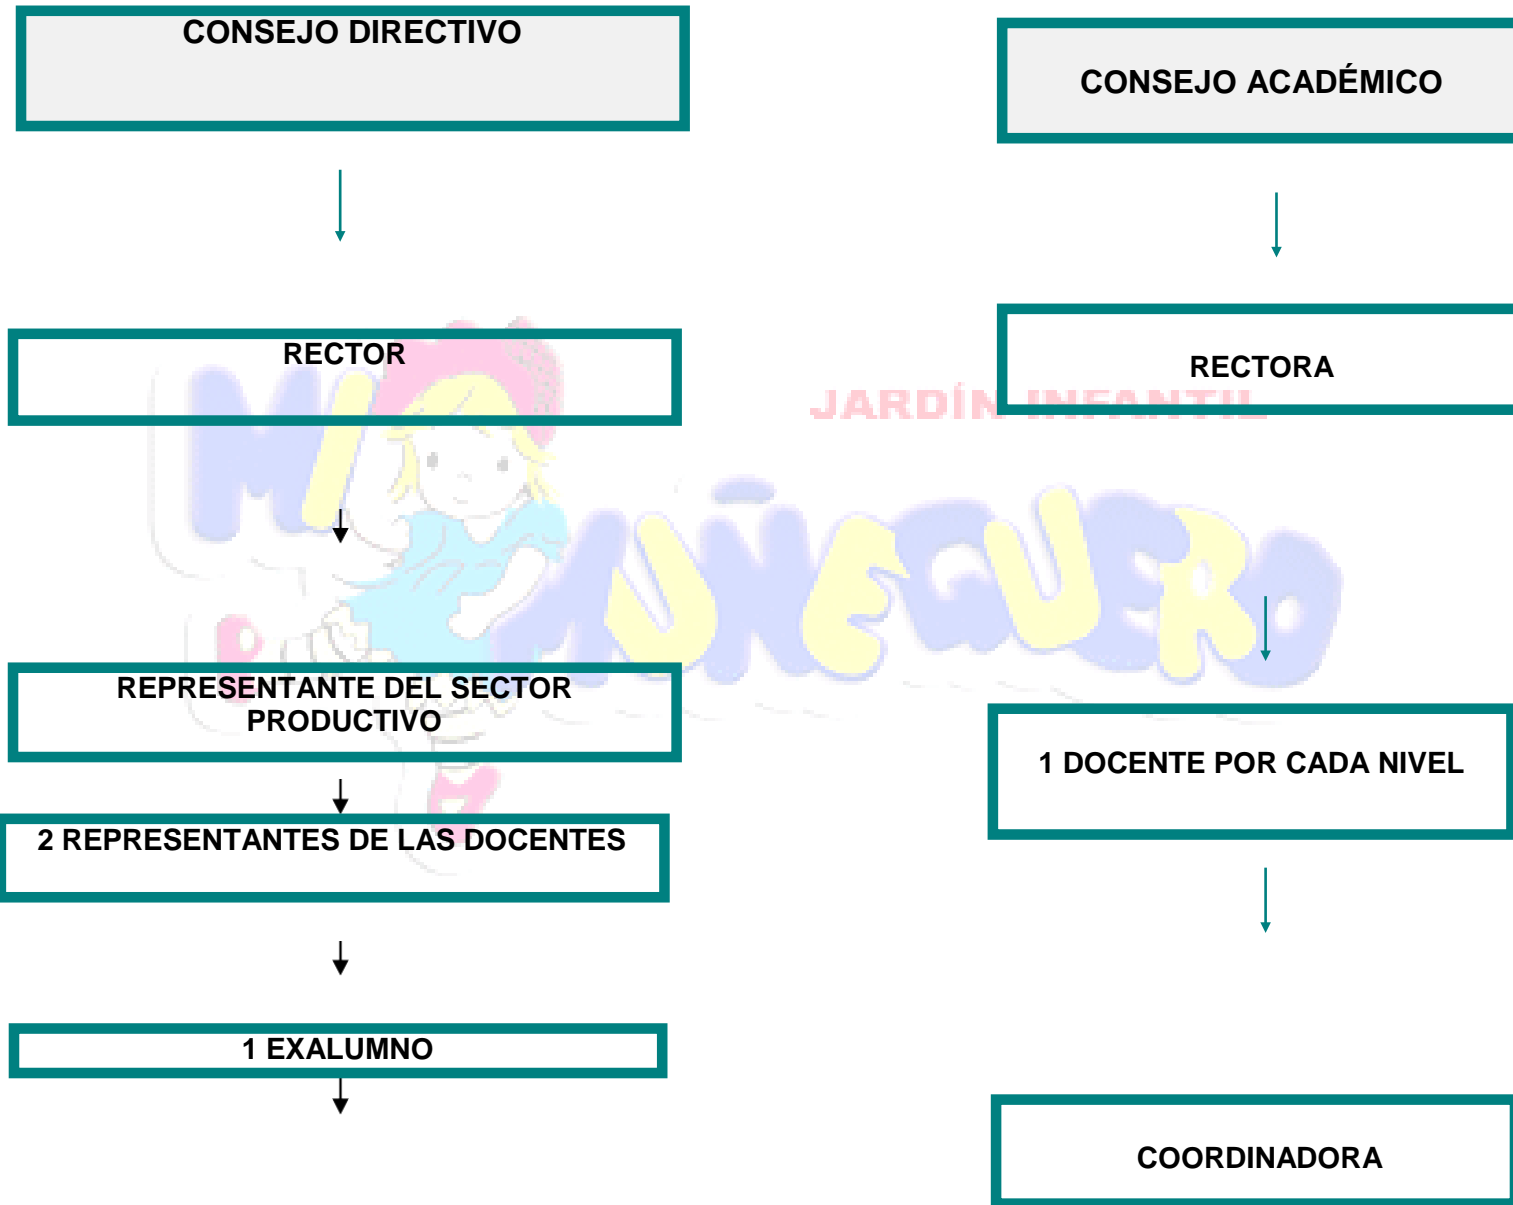 CONSEJO DIRECTIVO
RECTOR
REPRESENTANTE DEL SECTOR
PRODUCTIVO
2 REPRESENTANTES DE LAS DOCENTES
1 EXALUMNO
CONSEJO ACADÉMICO
RECTORA
1 DOCENTE POR CADA NIVEL
COORDINADORA
JARDÍN INFANTIL
MI
MUÑEQUERO